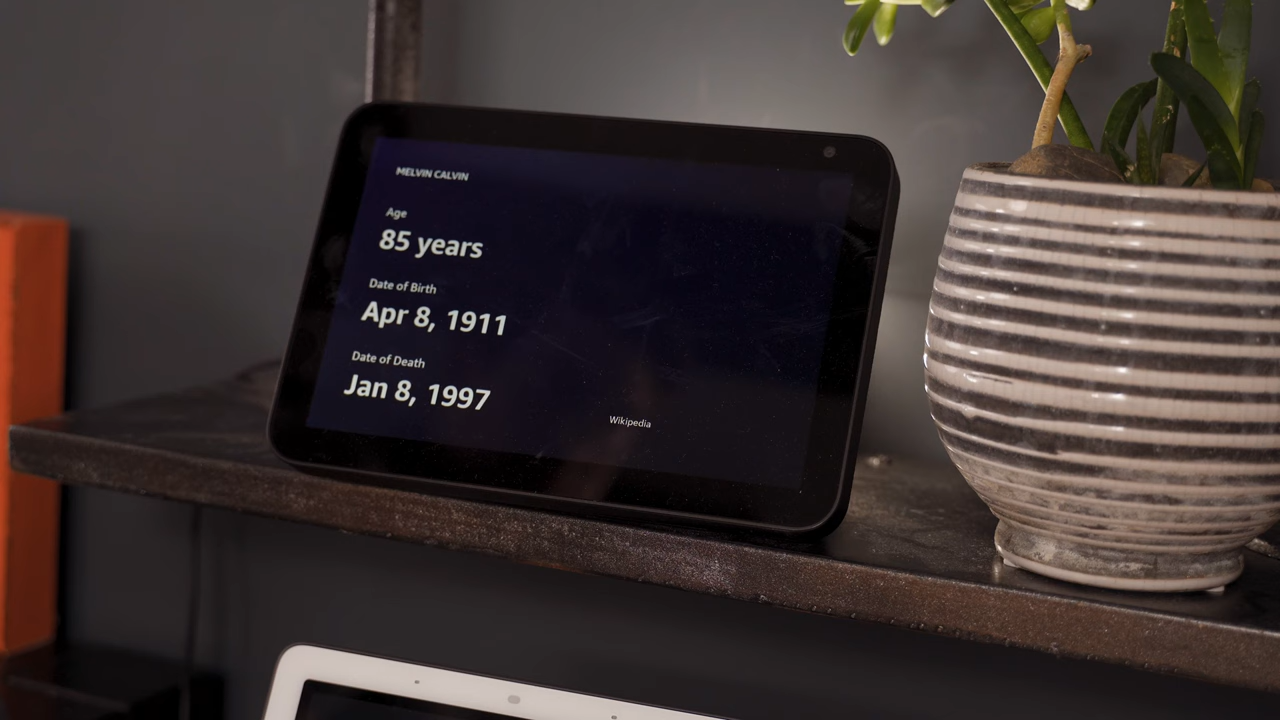 MELVIN CALVIN
Age
85 years
Date of Birth
Apr 8, 1911
Date of Death
Jan 8, 1997
Wikipedia